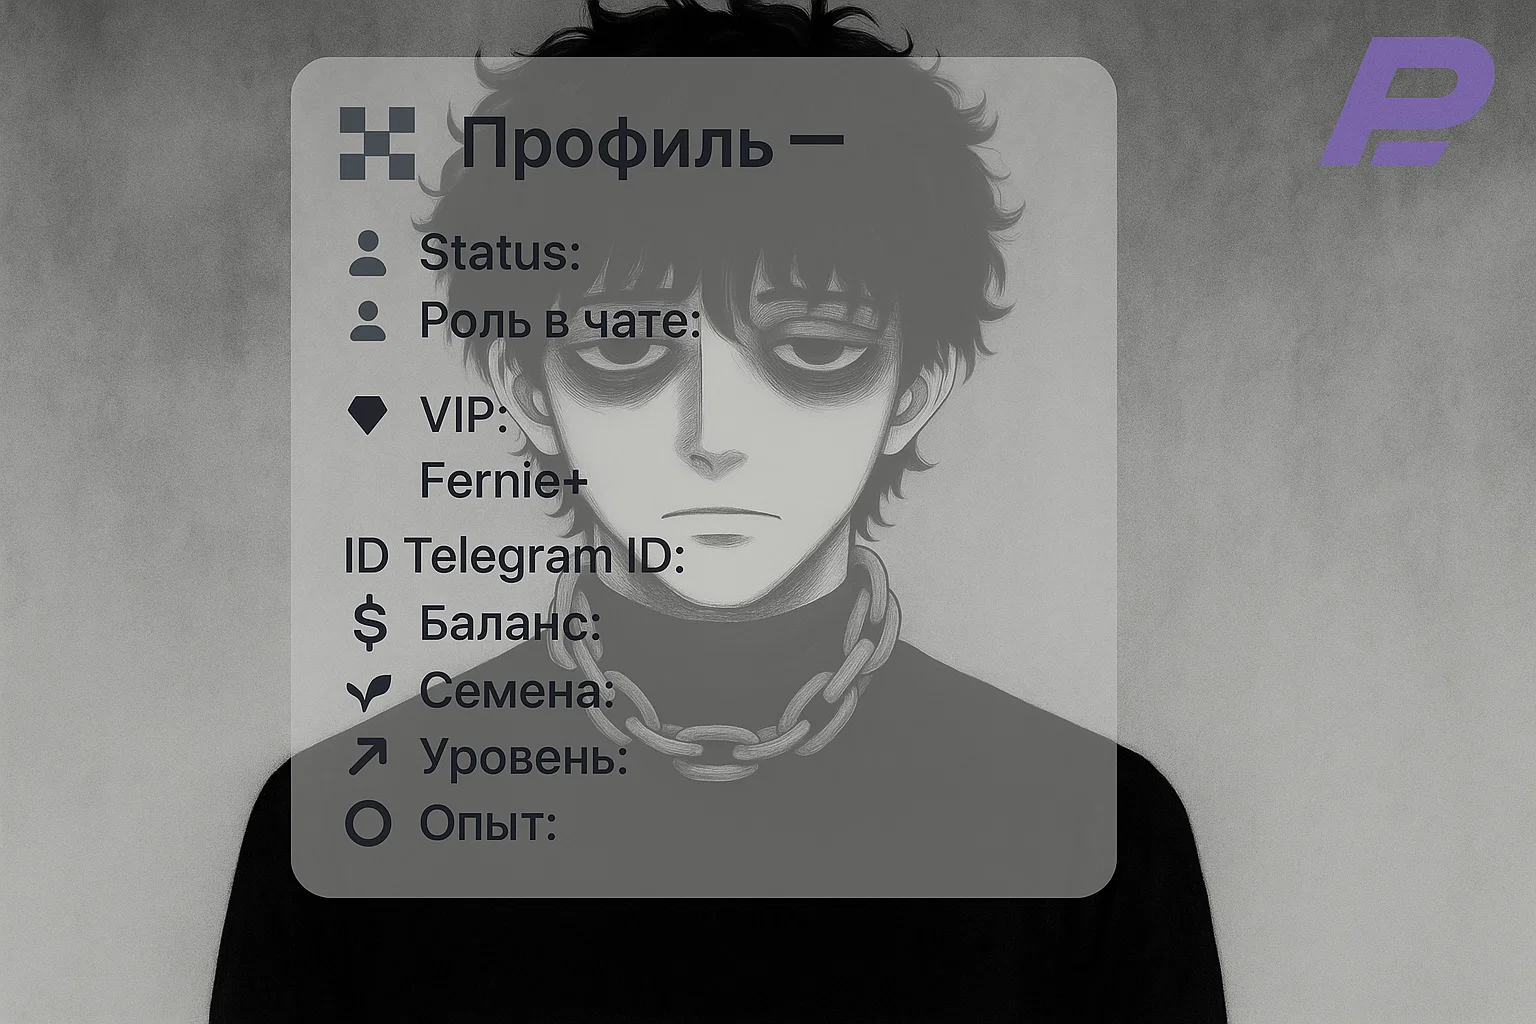 Профиль —
Status:
Роль в чате:
VIP:
Fernie+
ID Telegram ID:
$ Баланс:
Семена:
Уровень:
Опыт: